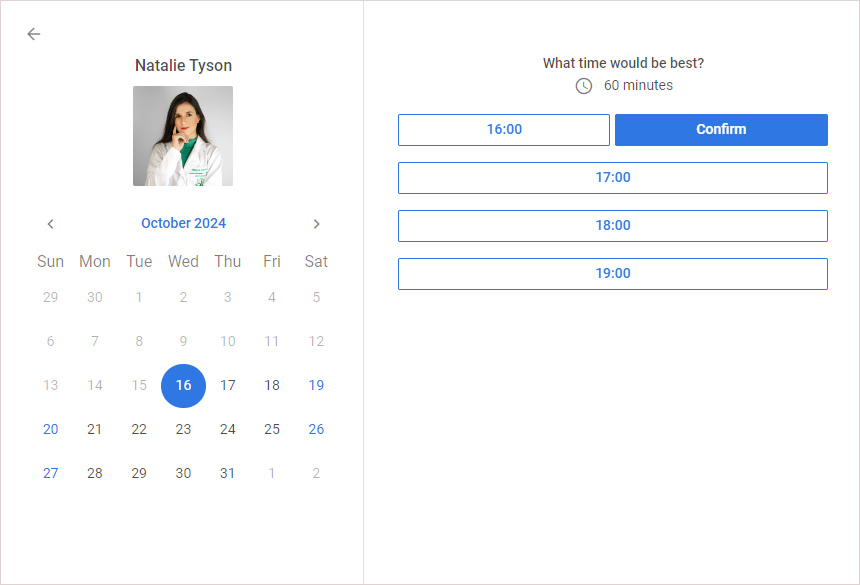 Natalie Tyson
October 2024
Sun Mon Tue Wed Thu Fri Sat
29 30 1 2 3 4 5
6 7 8 9 10 11 12
13 14 15 16 17 18 19
20 21 22 23 24 25 26
27 28 29 30 31 1 2
What time would be best?
60 minutes
16:00 Confirm
17:00
18:00
19:00